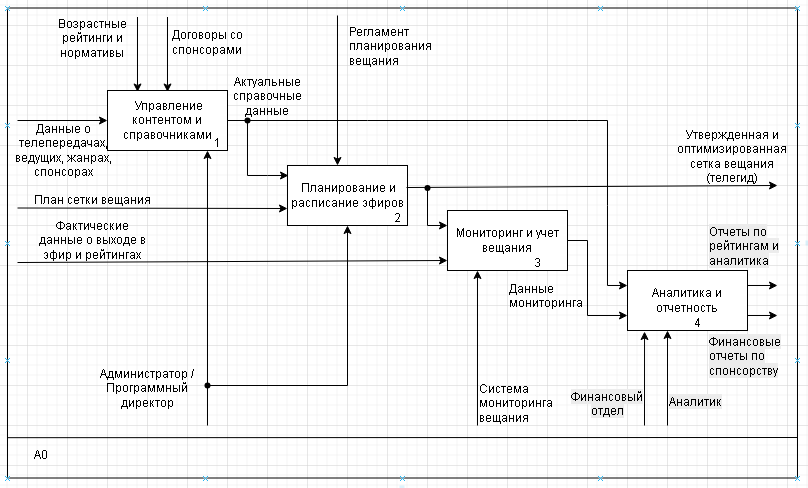 Возрастные
рейтинги и
нормативы
Договоры со
спонсорами
Регламент
планирования
вещания
Управление
контентом и
справочниками
1
Актуальные
справочные
данные
Данные о
телепередачах,
ведущих, жанрах,
спонсорах
Утвержденная и
оптимизированная
сетка вещания
(телегид)
План сетки вещания
Планирование и
расписание эфиров
2
Фактические
данные о выходе в
эфир и рейтингах
Мониторинг и учет
вещания
3
Отчеты по
рейтингам и
аналитика
Данные
мониторинга
Аналитика и
отчетность
4
Финансовые
отчеты по
спонсорству
Администратор /
Программный
директор
Система
мониторинга
вещания
Финансовый
отдел
Аналитик
A0